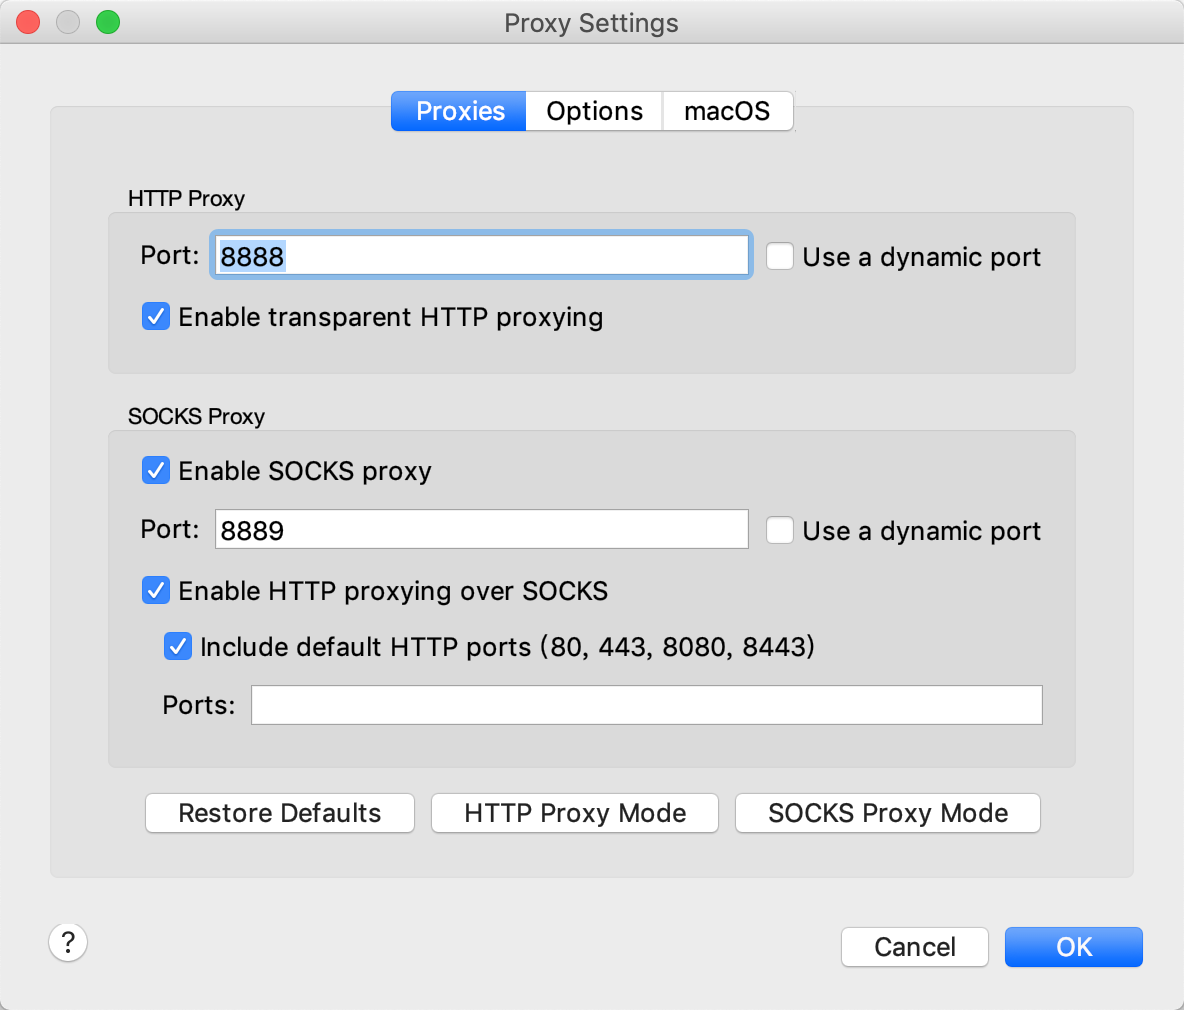 Proxy Settings
Proxies Options macOS
HTTP Proxy
Port: 8888 Use a dynamic port
Enable transparent HTTP proxying
SOCKS Proxy
Enable SOCKS proxy
Port: 8889 Use a dynamic port
Enable HTTP proxying over SOCKS
Include default HTTP ports (80, 443, 8080, 8443)
Ports:
Restore Defaults HTTP Proxy Mode SOCKS Proxy Mode
? Cancel OK